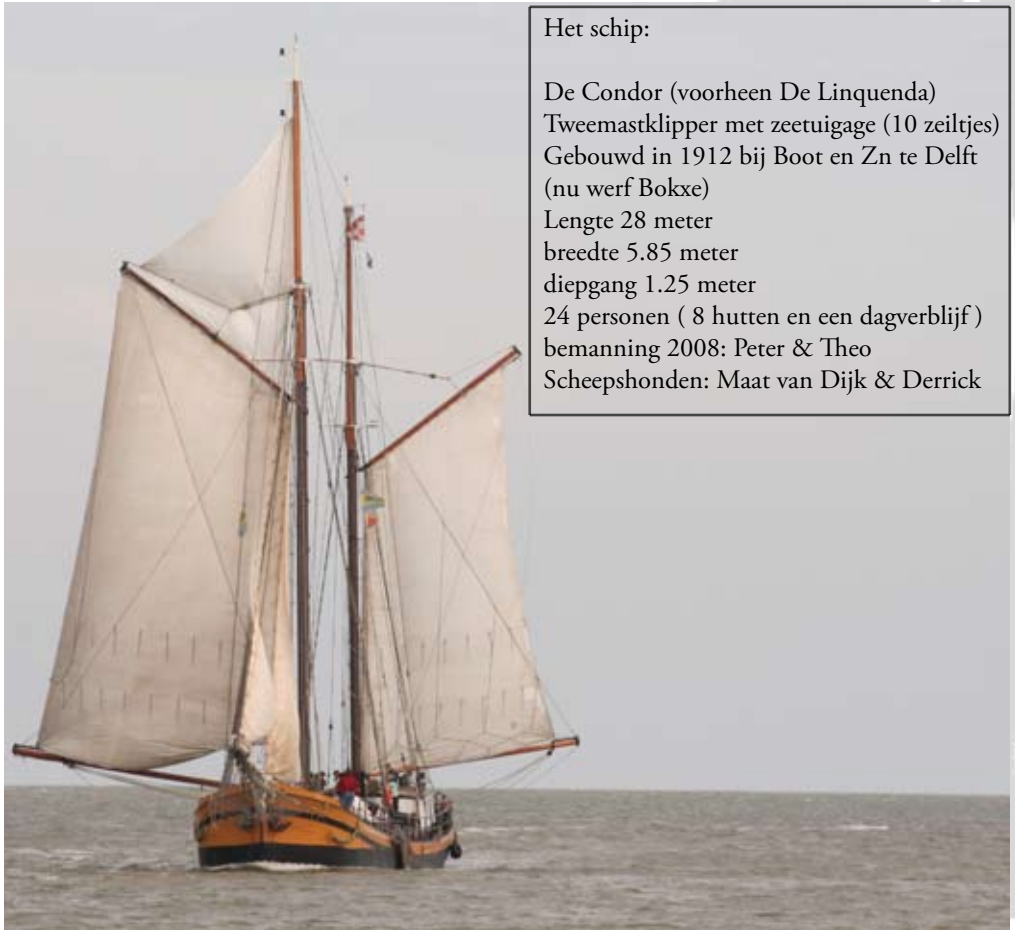 Het schip:
De Condor (voorheen De Linquenda)
Tweemastklipper met zeetuigage (10 zeiltjes)
Gebouwd in 1912 bij Boot en Zn te Delft
(nu werf Bokxe)
Lengte 28 meter
breedte 5.85 meter
diepgang 1.25 meter
24 personen ( 8 hutten en een dagverblijf )
bemanning 2008: Peter & Theo
Scheepshonden: Maat van Dijk & Derrick